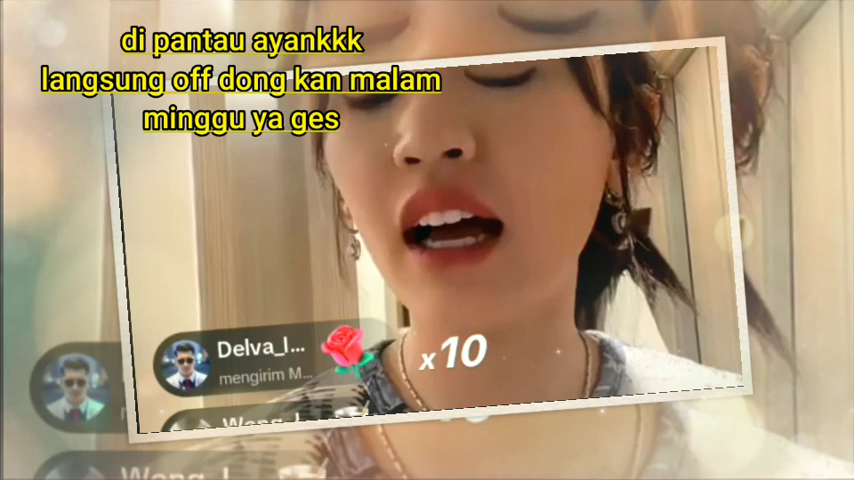 di pantau ayankkk
langsung off dong kan malam
minggu ya ges
Delva_l...
mengirim M...
x10